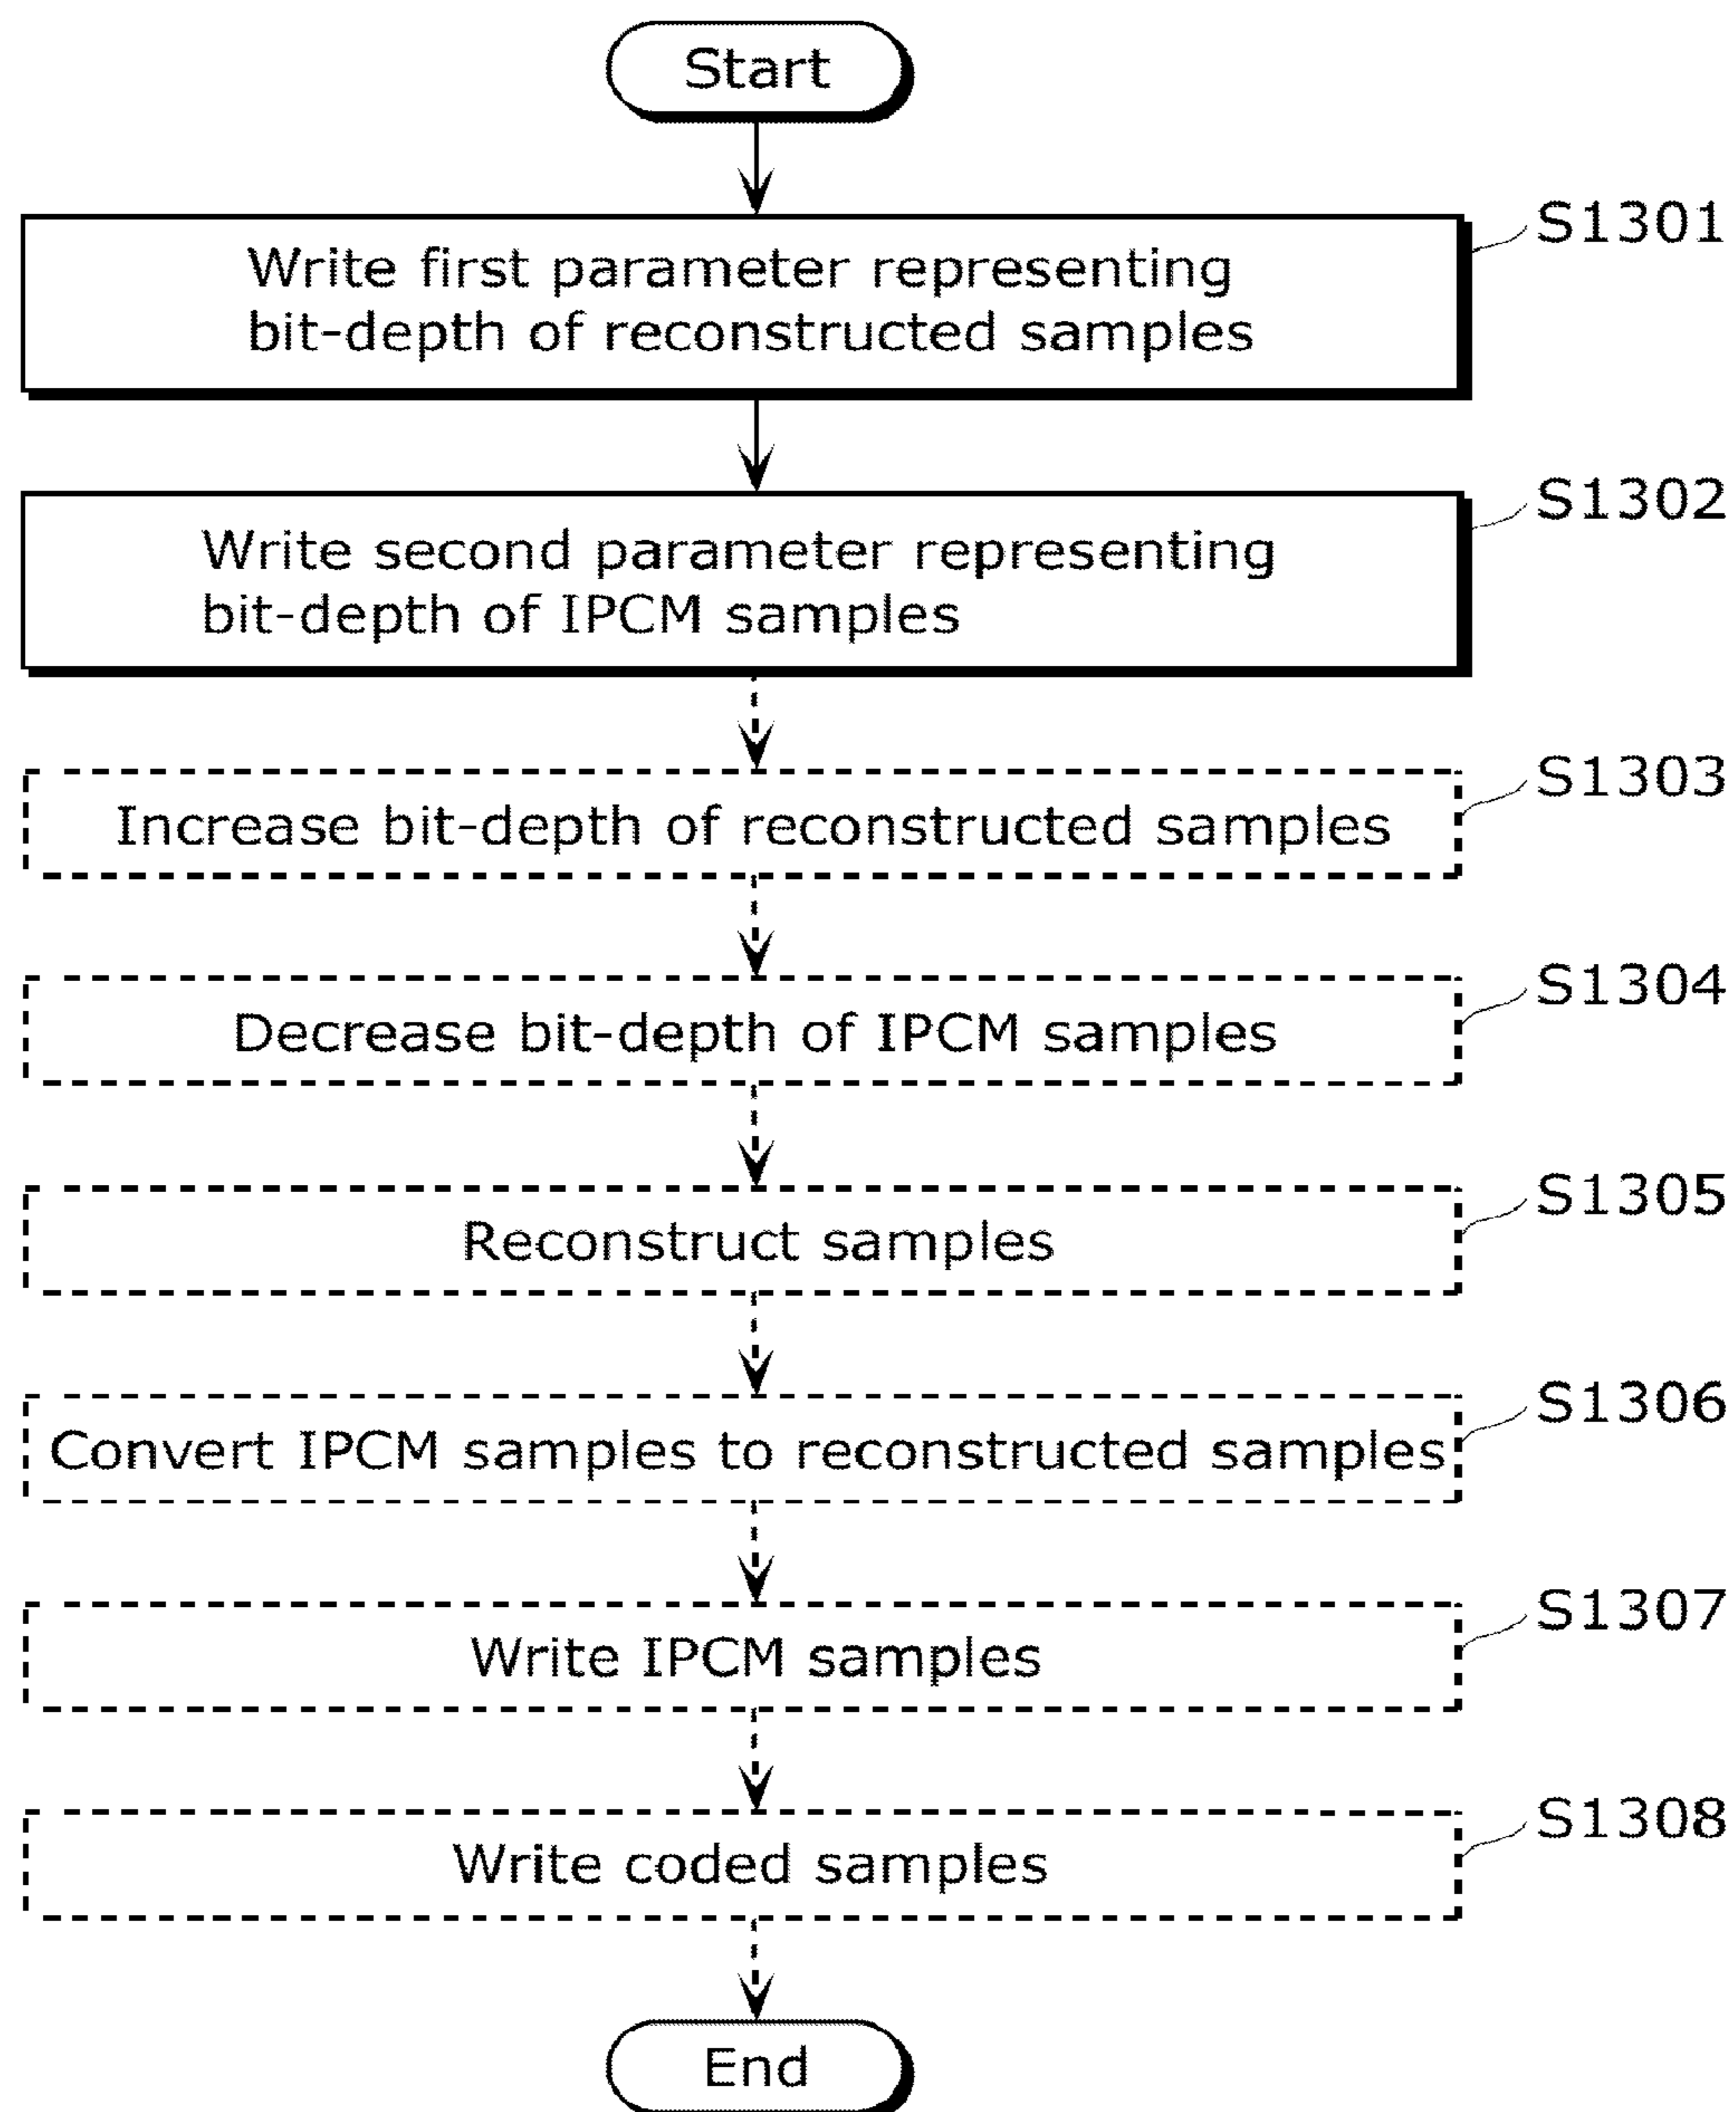 Start
S1301
Write first parameter representing
bit-depth of reconstructed samples
S1302
Write second parameter representing
bit-depth of IPCM samples
S1303
Increase bit-depth of reconstructed samples
S1304
Decrease bit-depth of IPCM samples
S1305
Reconstruct samples
S1306
Convert IPCM samples to reconstructed samples
S1307
Write IPCM samples
S1308
Write coded samples
End